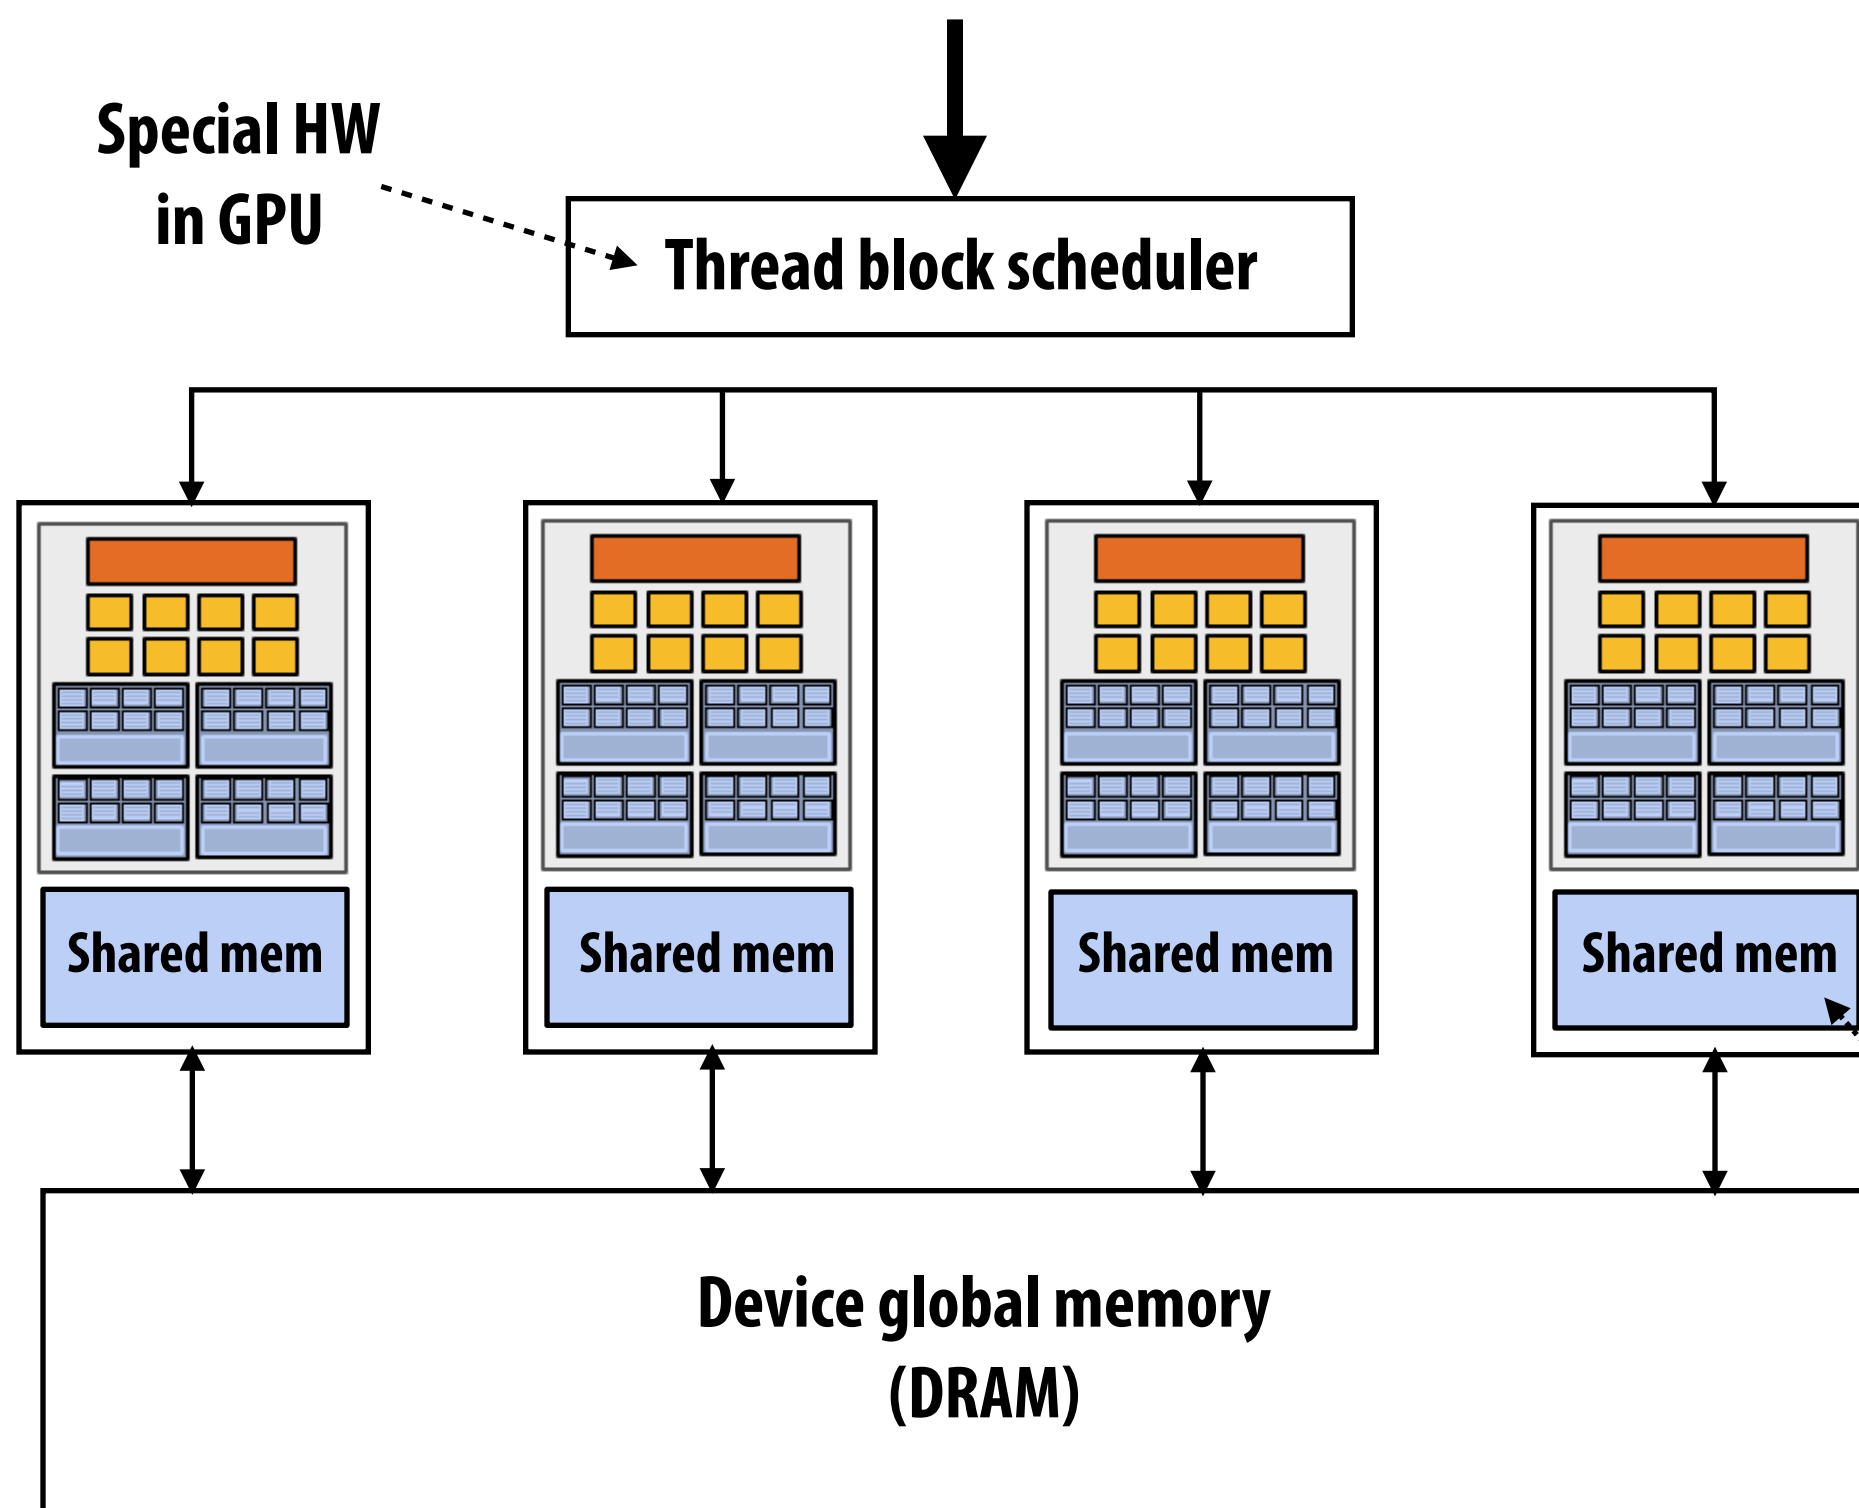 Special HW
in GPU
Thread block scheduler
Shared mem
Shared mem
Shared mem
Shared mem
Device global memory
(DRAM)